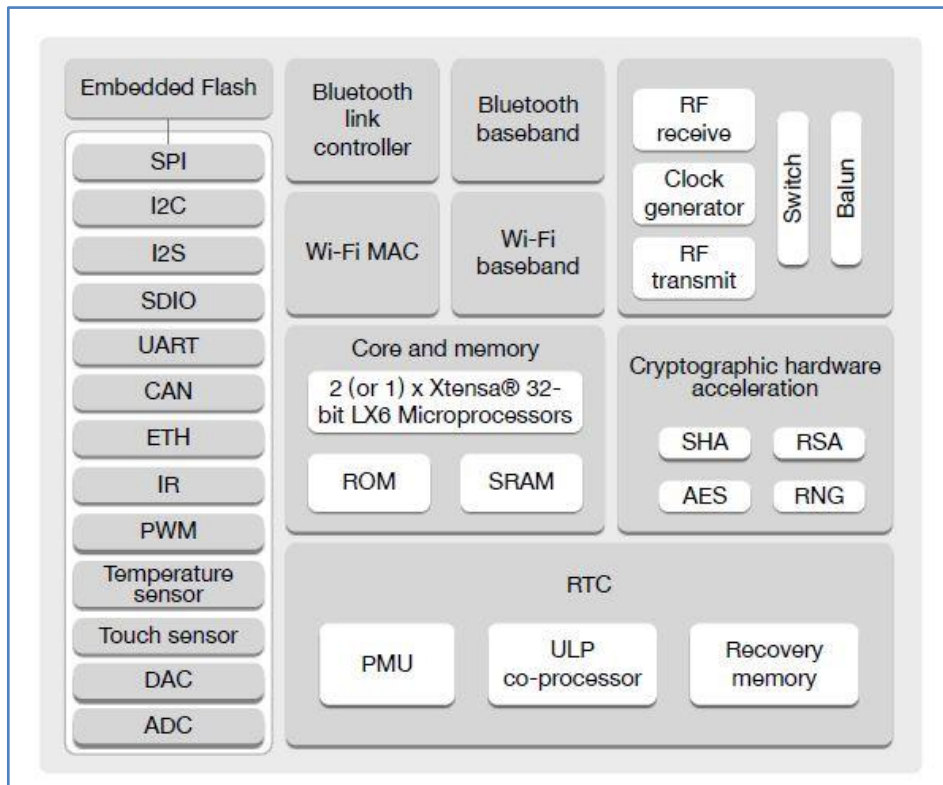 Embedded Flash
SPI
I2C
I2S
SDIO
UART
CAN
ETH
IR
PWM
Temperature
sensor
Touch sensor
DAC
ADC
Bluetooth
link
controller
Bluetooth
baseband
Wi-Fi MAC
Wi-Fi
baseband
RF
receive
Clock
generator
RF
transmit
Switch
Balun
Core and memory
2 (or 1) x Xtensa® 32-
bit LX6 Microprocessors
ROM
SRAM
Cryptographic hardware
acceleration
SHA
RSA
AES
RNG
RTC
PMU
ULP
co-processor
Recovery
memory